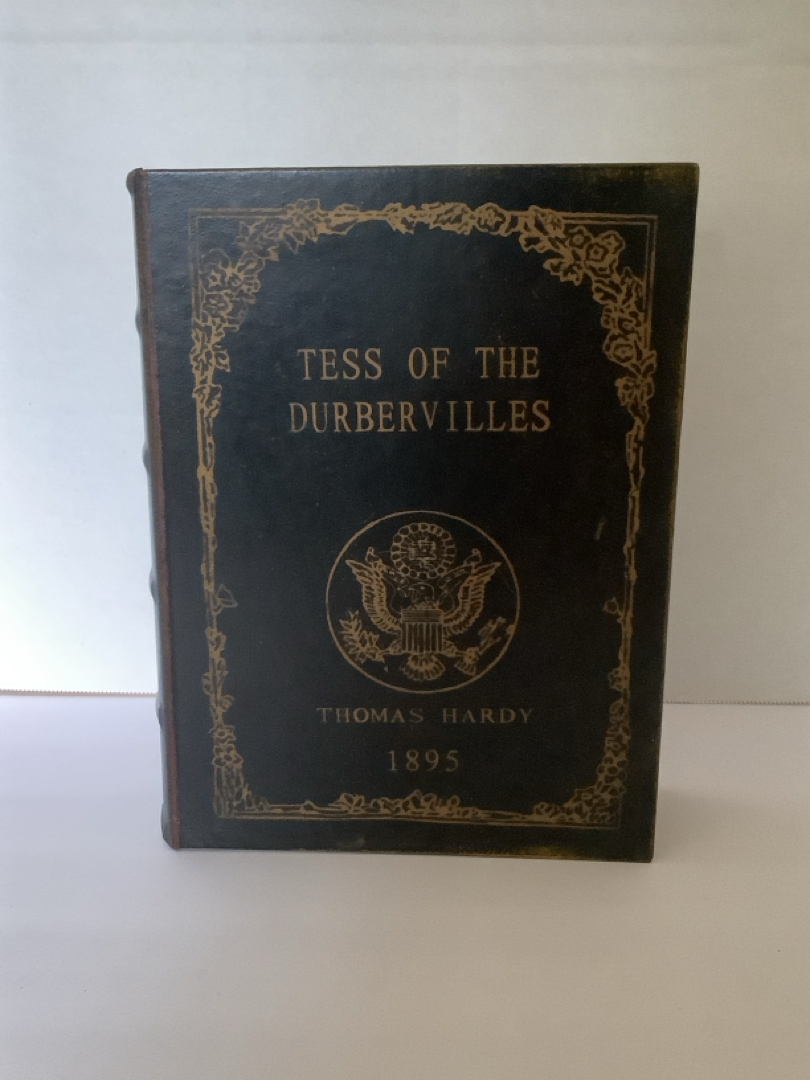 TESS OF THE
DURBERVILLES
THOMAS HARDY
1895